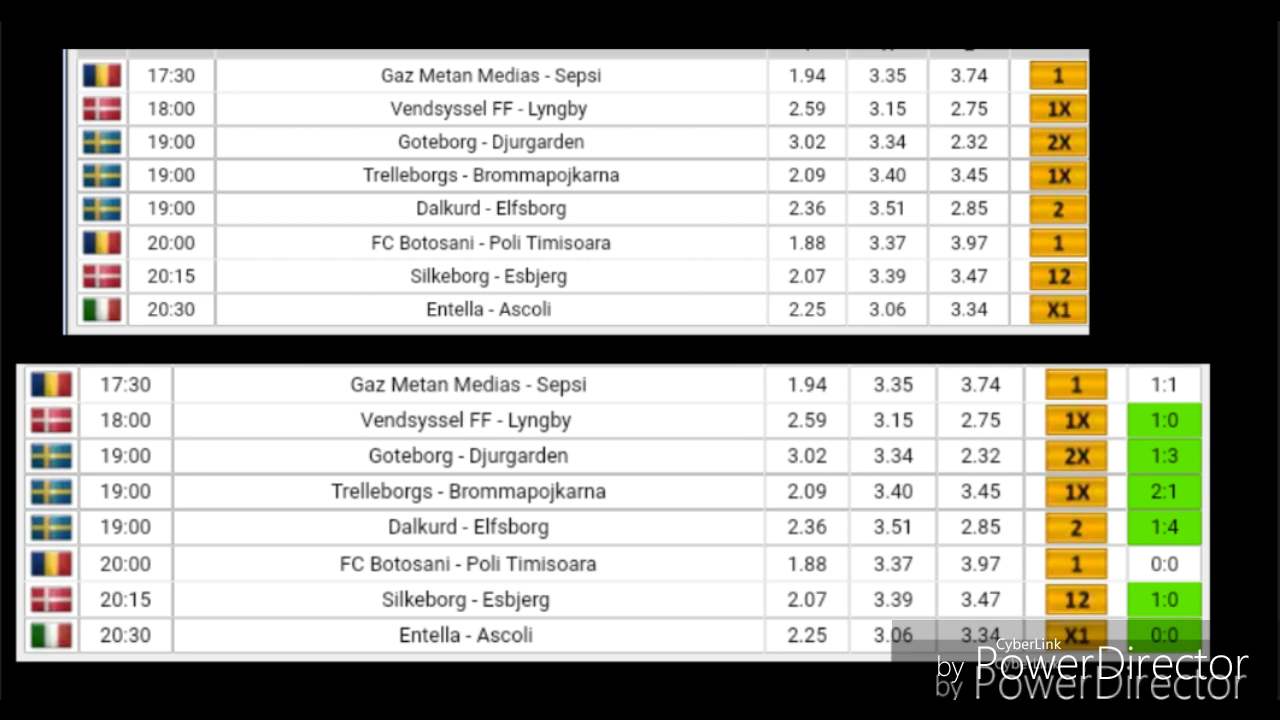 17:30 Gaz Metan Medias - Sepsi 1.94 3.35 3.74 1
18:00 Vendsyssel FF - Lyngby 2.59 3.15 2.75 1X
19:00 Goteborg - Djurgarden 3.02 3.34 2.32 2X
19:00 Trelleborgs - Brommapojkarna 2.09 3.40 3.45 1X
19:00 Dalkurd - Elfsborg 2.36 3.51 2.85 2
20:00 FC Botosani - Poli Timisoara 1.88 3.37 3.97 1
20:15 Silkeborg - Esbjerg 2.07 3.39 3.47 12
20:30 Entella - Ascoli 2.25 3.06 3.34 X1
17:30 Gaz Metan Medias - Sepsi 1.94 3.35 3.74 1 1:1
18:00 Vendsyssel FF - Lyngby 2.59 3.15 2.75 1X 1:0
19:00 Goteborg - Djurgarden 3.02 3.34 2.32 2X 1:3
19:00 Trelleborgs - Brommapojkarna 2.09 3.40 3.45 1X 2:1
19:00 Dalkurd - Elfsborg 2.36 3.51 2.85 2 1:4
20:00 FC Botosani - Poli Timisoara 1.88 3.37 3.97 1 0:0
20:15 Silkeborg - Esbjerg 2.07 3.39 3.47 12 1:0
20:30 Entella - Ascoli 2.25 3.06 3.34 X1 0:0
CyberLink
by PowerDirector
by PowerDirector